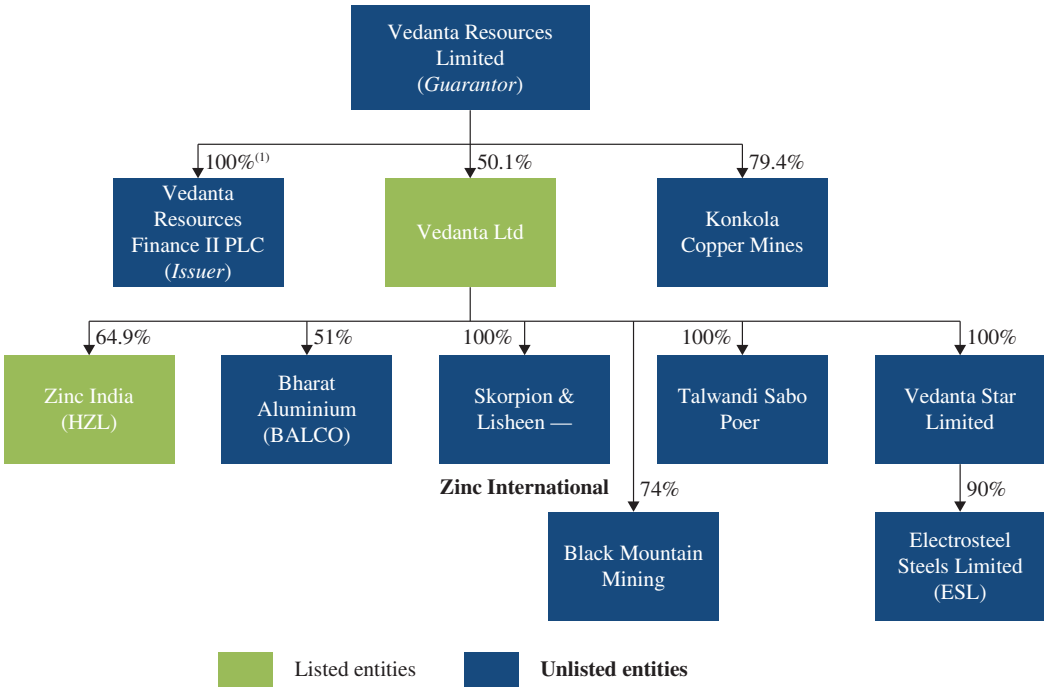 Vedanta Resources
Limited
(Guarantor)
100%(1)
50.1%
79.4%
Vedanta
Resources
Finance II PLC
(Issuer)
Vedanta Ltd
Konkola
Copper Mines
64.9%
51%
100%
100%
100%
Zinc India
(HZL)
Bharat
Aluminium
(BALCO)
Skorpion &
Lisheen —
Talwandi Sabo
Poer
Vedanta Star
Limited
Zinc International
74%
90%
Black Mountain
Mining
Electrosteel
Steels Limited
(ESL)
Listed entities
Unlisted entities